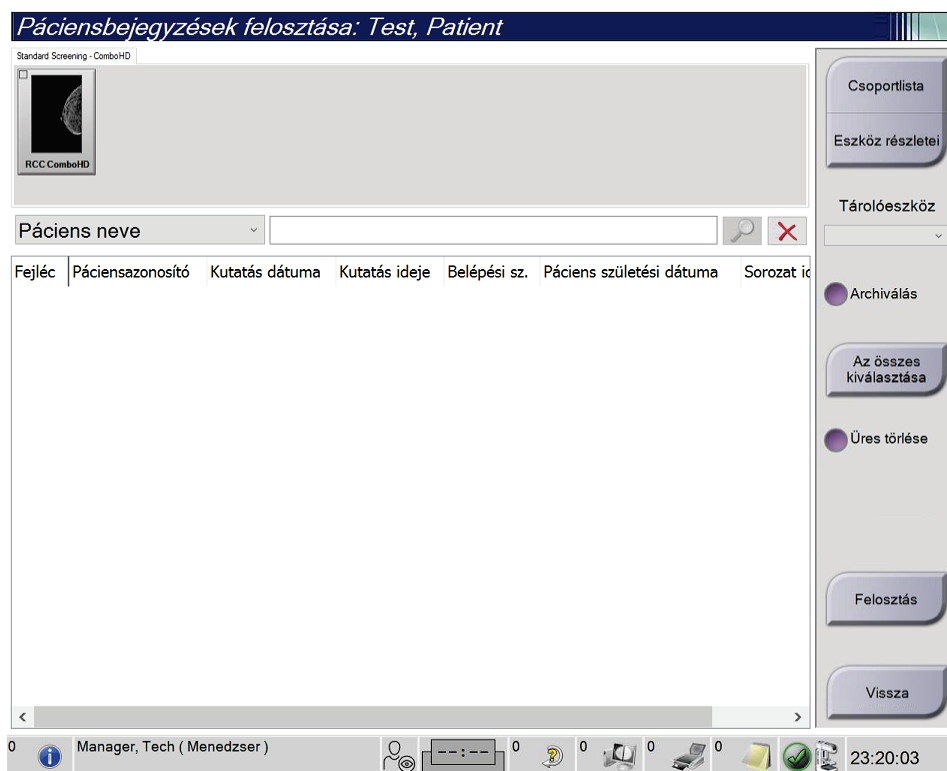 Páciensbejegyzések felosztása: Test, Patient
Standard Screening - ComboHD
RCC ComboHD
Csoportlista
Eszköz részletei
Tárolóeszköz
Páciens neve
Fejléc Páciensazonosító Kutatás dátuma Kutatás ideje Belépési sz. Páciens születési dátuma Sorozat
Archiválás
Az összes
kiválasztása
Üres törlése
Felosztás
Vissza
0 Manager, Tech ( Menedzser ) --:-- 0 0 0 0 23:20:03